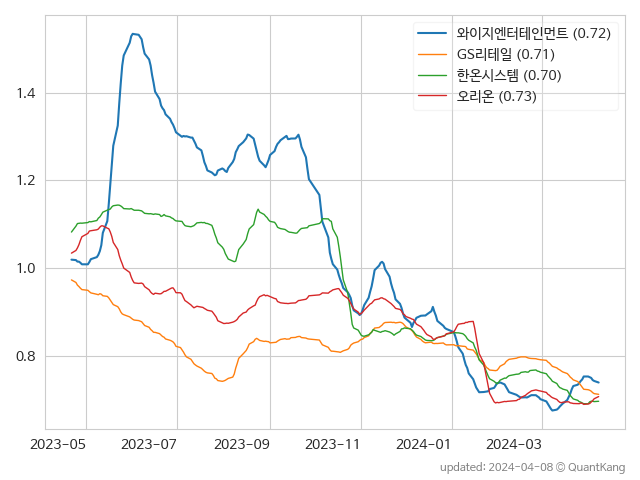 와이지엔터테인먼트 (0.72)
GS리테일 (0.71)
한온시스템 (0.70)
오리온 (0.73)
1.4
1.2
1.0
0.8
2023-05 2023-07 2023-09 2023-11 2024-01 2024-03
updated: 2024-04-08 © QuantKang